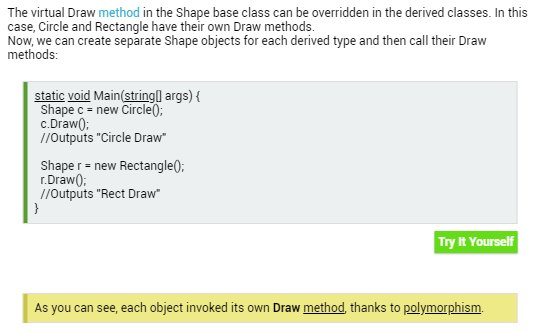 The virtual Draw method in the Shape base class can be overridden in the derived classes. In this
case, Circle and Rectangle have their own Draw methods.
Now, we can create separate Shape objects for each derived type and then call their Draw
methods:
static void Main(string[] args) {
Shape c = new Circle();
c.Draw();
//Outputs "Circle Draw"
Shape r = new Rectangle();
r.Draw();
//Outputs "Rect Draw"
}
Try It Yourself
As you can see, each object invoked its own Draw method, thanks to polymorphism.